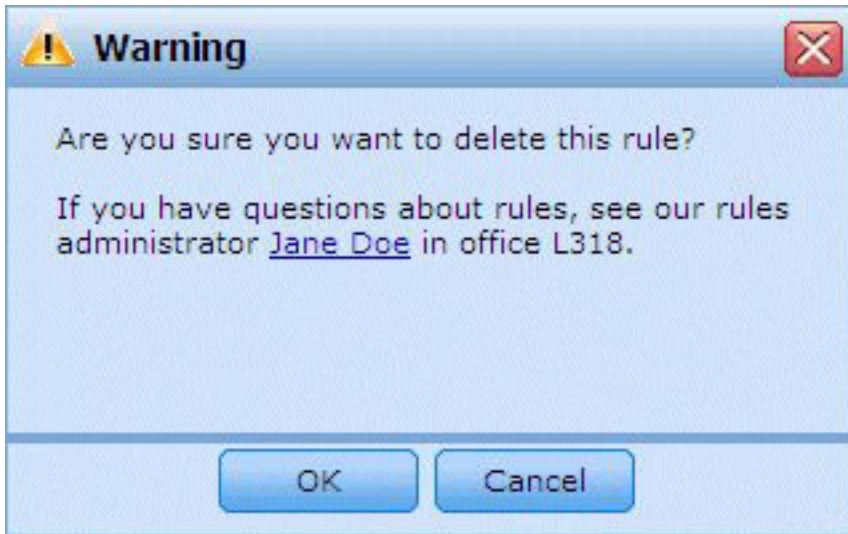 Warning
Are you sure you want to delete this rule?
If you have questions about rules, see our rules
administrator Jane Doe in office L318.
OK
Cancel